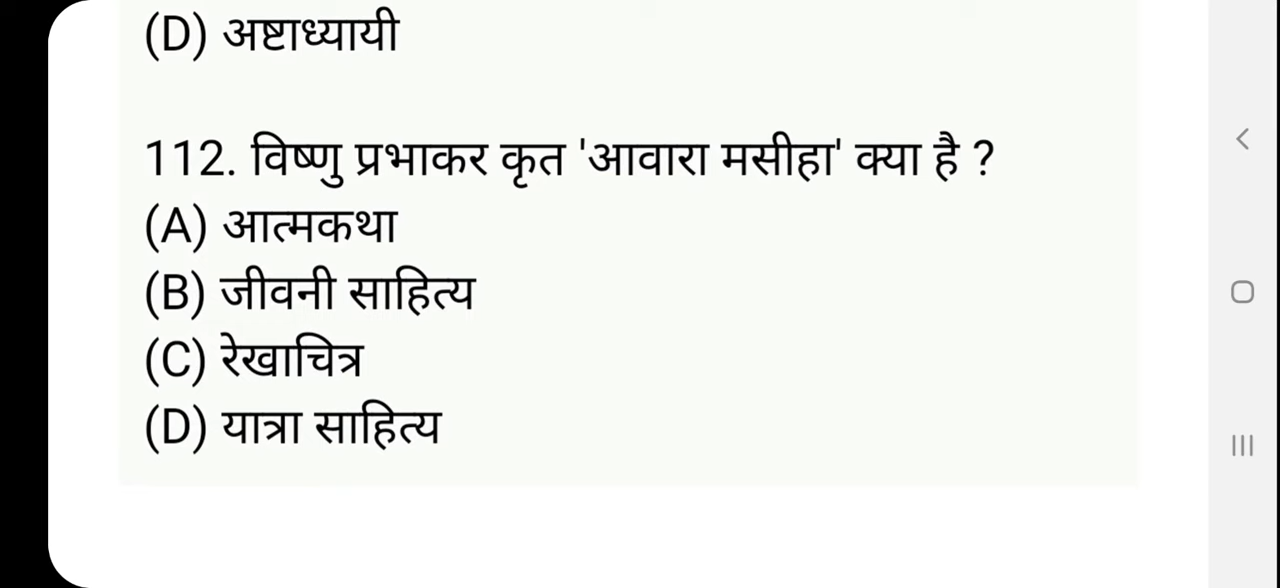 (D) अष्टाध्यायी
112. विष्णु प्रभाकर कृत 'आवारा मसीहा' क्या है ?
(A) आत्मकथा
(B) जीवनी साहित्य
(C) रेखाचित्र
(D) यात्रा साहित्य